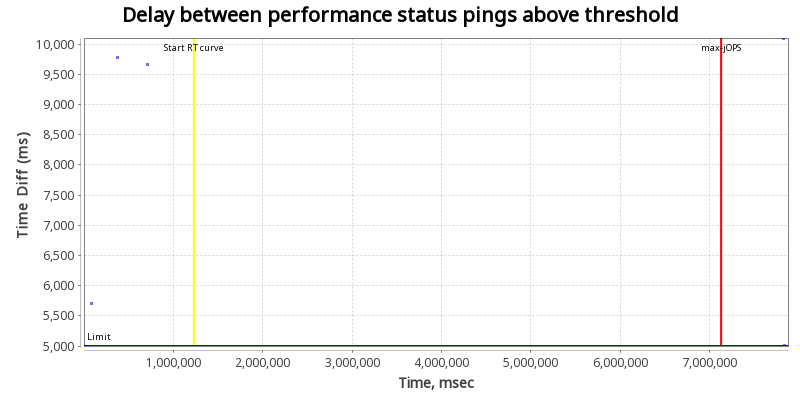 Delay between performance status pings above threshold
10,000
9,500
9,000
8,500
8,000
7,500
7,000
6,500
6,000
5,500
5,000
Time Diff (ms)
Start RT curve
max-jOPS
Limit
1,000,000 2,000,000 3,000,000 4,000,000 5,000,000 6,000,000 7,000,000
Time, msec